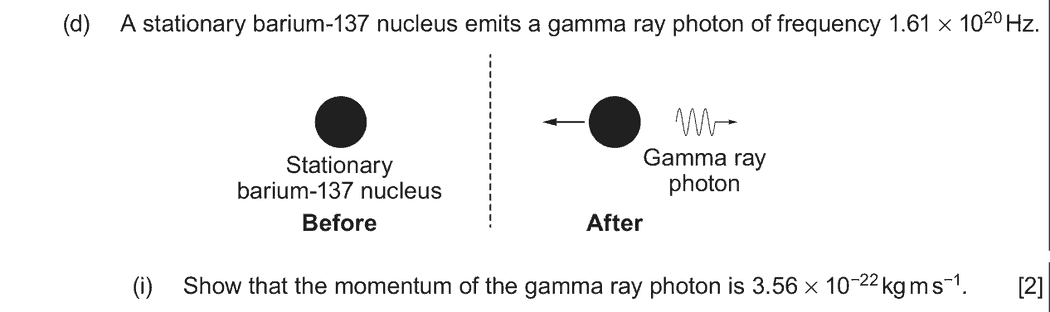 (d) A stationary barium-137 nucleus emits a gamma ray photon of frequency 1.61 × 10²⁰ Hz.
Stationary
barium-137 nucleus
Before
Gamma ray
photon
After
(i) Show that the momentum of the gamma ray photon is 3.56 × 10⁻²² kg m s⁻¹. [2]